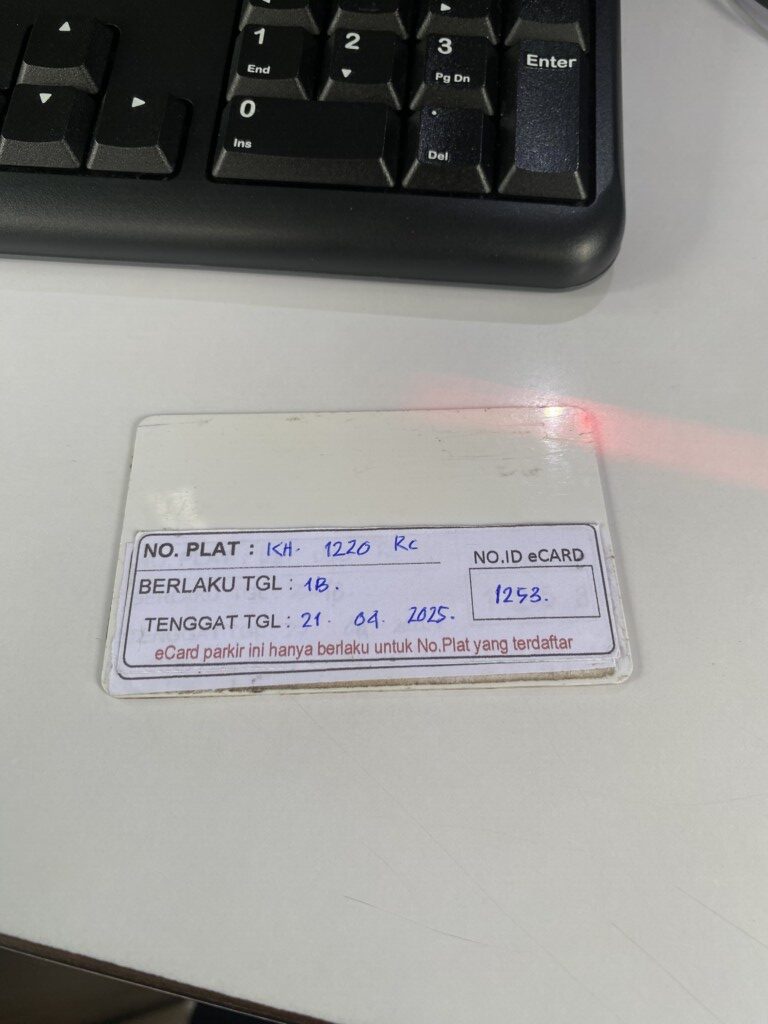 1
End
2
3
Pg Dn
Enter
0
Ins
.
Del
NO. PLAT : KH. 1220 RC
NO.ID eCARD
BERLAKU TGL : 1B.
1253.
TENGGAT TGL : 21. 04. 2025.
eCard parkir ini hanya berlaku untuk No.Plat yang terdaftar